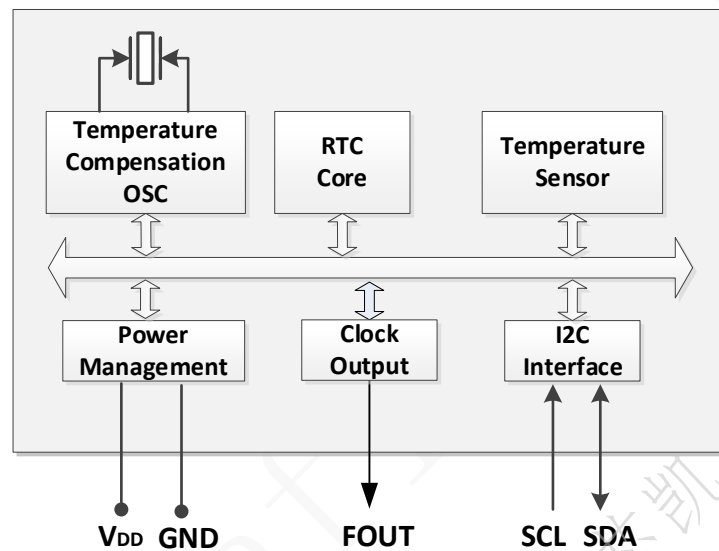 Temperature
Compensation
OSC
RTC
Core
Temperature
Sensor
Power
Management
Clock
Output
I2C
Interface
VDD GND FOUT SCL SDA